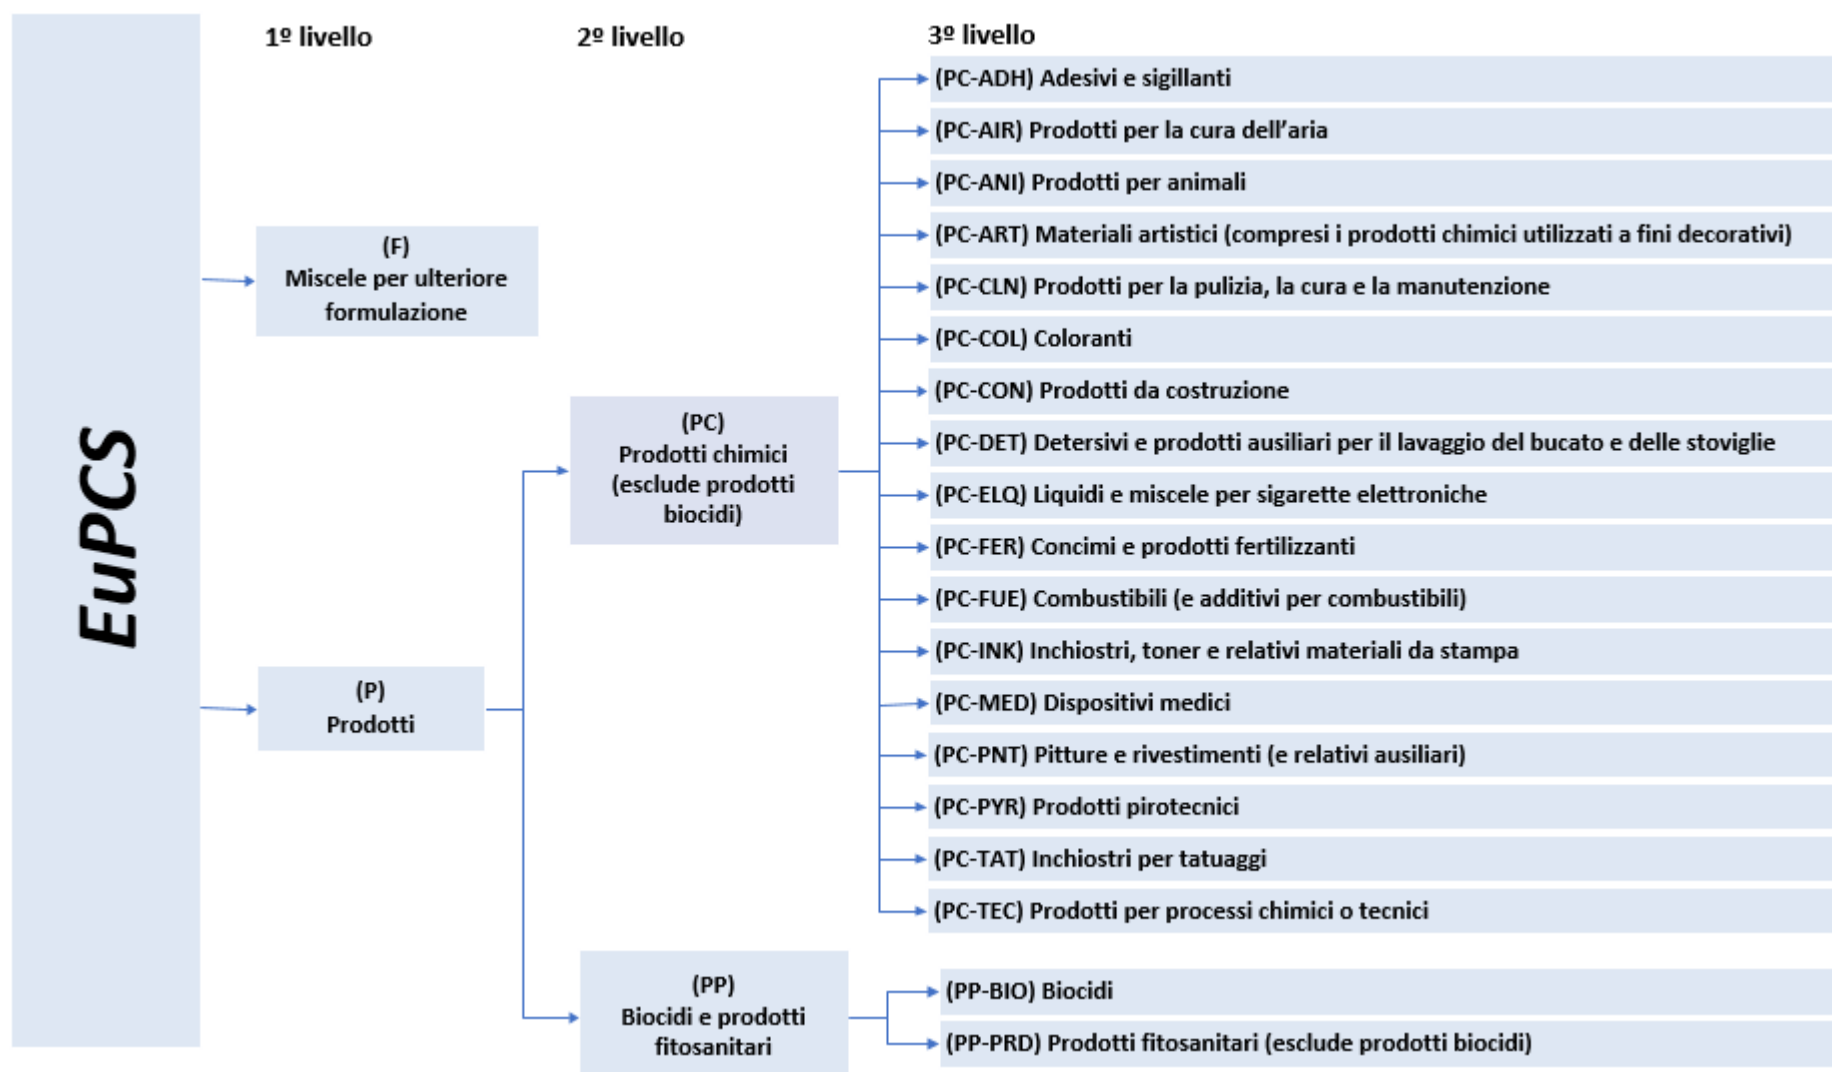 EuPCS
1º livello
2º livello
3º livello
(F)
Miscele per ulteriore
formulazione
(P)
Prodotti
(PC)
Prodotti chimici
(esclude prodotti
biocidi)
(PP)
Biocidi e prodotti
fitosanitari
(PC-ADH) Adesivi e sigillanti
(PC-AIR) Prodotti per la cura dell’aria
(PC-ANI) Prodotti per animali
(PC-ART) Materiali artistici (compresi i prodotti chimici utilizzati a fini decorativi)
(PC-CLN) Prodotti per la pulizia, la cura e la manutenzione
(PC-COL) Coloranti
(PC-CON) Prodotti da costruzione
(PC-DET) Detersivi e prodotti ausiliari per il lavaggio del bucato e delle stoviglie
(PC-ELQ) Liquidi e miscele per sigarette elettroniche
(PC-FER) Concimi e prodotti fertilizzanti
(PC-FUE) Combustibili (e additivi per combustibili)
(PC-INK) Inchiostri, toner e relativi materiali da stampa
(PC-MED) Dispositivi medici
(PC-PNT) Pitture e rivestimenti (e relativi ausiliari)
(PC-PYR) Prodotti pirotecnici
(PC-TAT) Inchiostri per tatuaggi
(PC-TEC) Prodotti per processi chimici o tecnici
(PP-BIO) Biocidi
(PP-PRD) Prodotti fitosanitari (esclude prodotti biocidi)